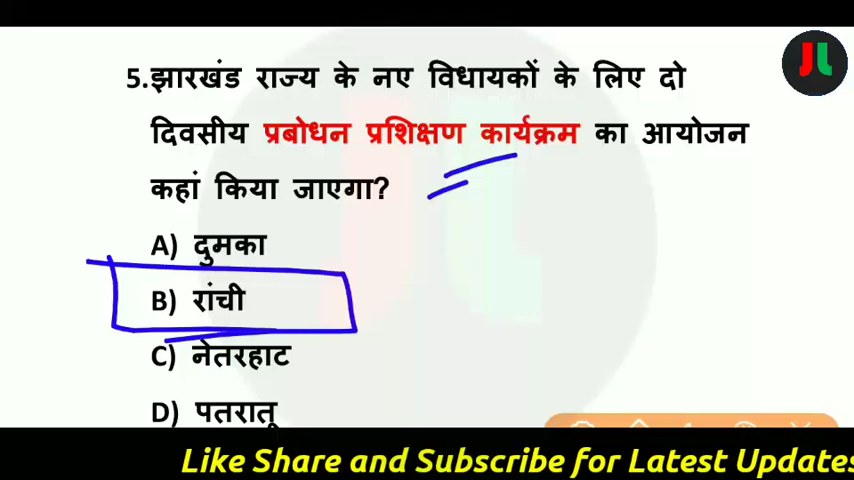 5.झारखंड राज्य के नए विधायकों के लिए दो
दिवसीय प्रबोधन प्रशिक्षण कार्यक्रम का आयोजन
कहां किया जाएगा?
A) दुमका
B) रांची
C) नेतरहाट
D) पतरातू
Like Share and Subscribe for Latest Updates